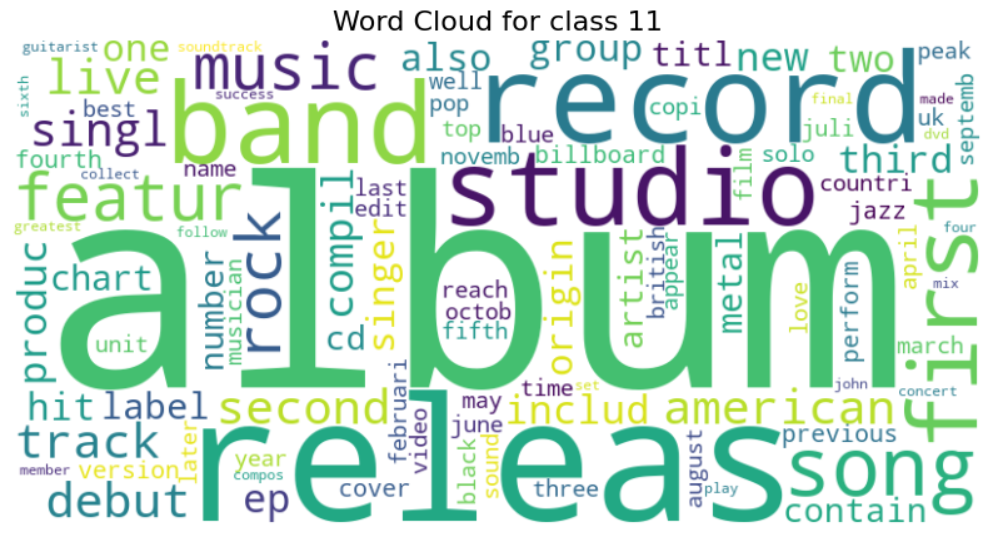 Word Cloud for class 11
guitarist one soundtrack also group titl new two peak
live music well
sixth best success band pop record copi final made
singl top blue juli uk dvd septemb
fourth name novemb billboard solo third
collect last studio film countri
featur compil edit jazz
greatest follow album first four
produc chart rock singer reach origin artist british appear metal love perform april mix
number musician octob
unit cd fifth march
time set john concert
hit label second may includ american
februari video june previous
track later releas song
member version year black sound august
compos cover three play
debut ep contain